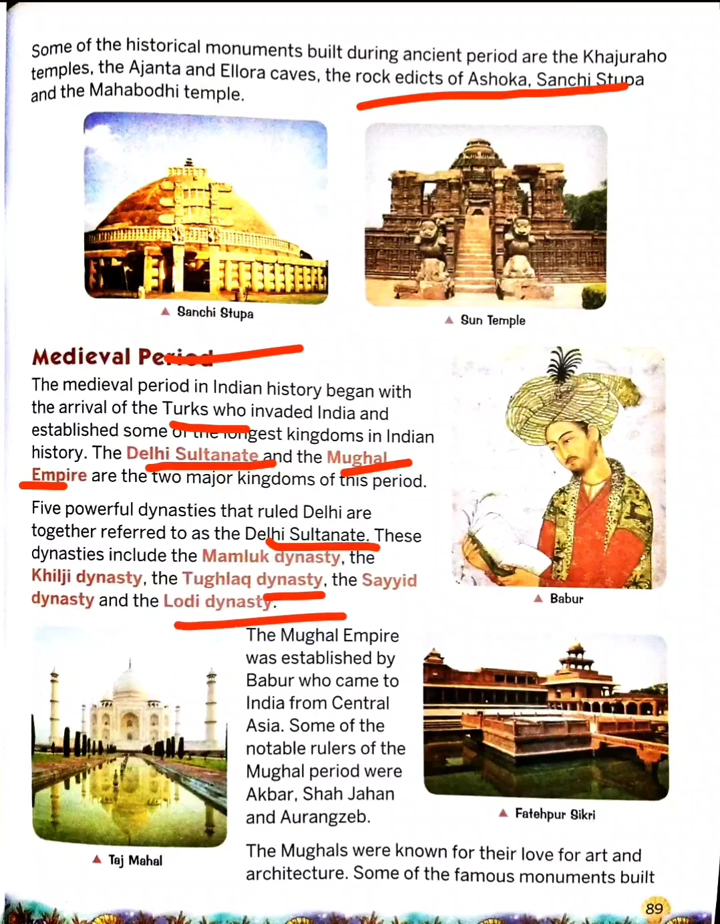 Some of the historical monuments built during ancient period are the Khajuraho
temples, the Ajanta and Ellora caves, the rock edicts of Ashoka, Sanchi Stupa
and the Mahabodhi temple.
Sanchi Stupa
Sun Temple
Medieval Period
The medieval period in Indian history began with
the arrival of the Turks who invaded India and
established some of the longest kingdoms in Indian
history. The Delhi Sultanate and the Mughal
Empire are the two major kingdoms of this period.
Five powerful dynasties that ruled Delhi are
together referred to as the Delhi Sultanate. These
dynasties include the Mamluk dynasty, the
Khilji dynasty, the Tughlaq dynasty, the Sayyid
dynasty and the Lodi dynasty.
Babur
The Mughal Empire
was established by
Babur who came to
India from Central
Asia. Some of the
notable rulers of the
Mughal period were
Akbar, Shah Jahan
and Aurangzeb.
Taj Mahal
Fatehpur Sikri
The Mughals were known for their love for art and
architecture. Some of the famous monuments built
89